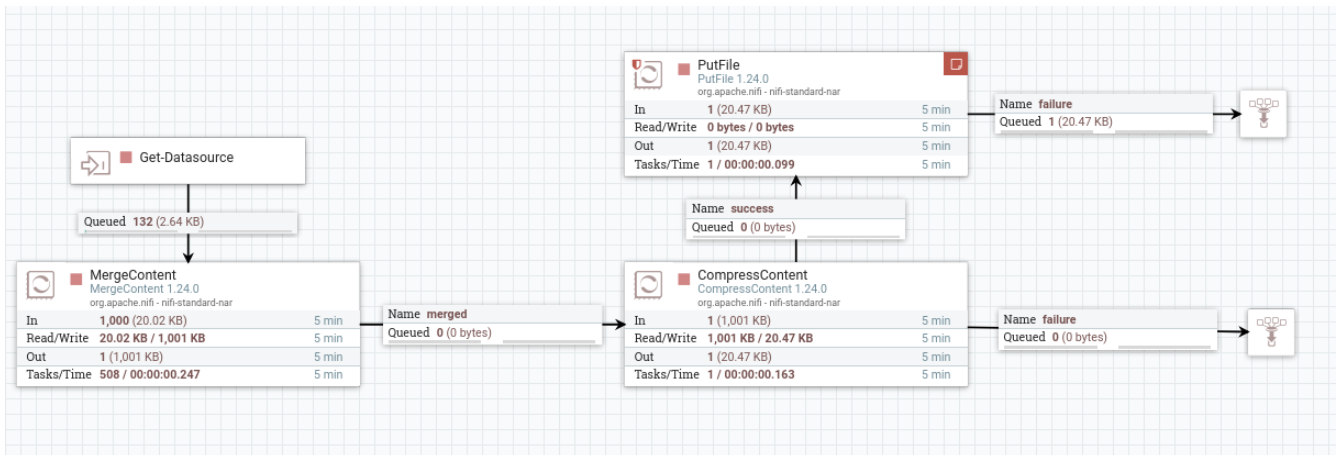 Get-Datasource
Queued 132 (2.64 KB)
MergeContent
MergeContent 1.24.0
org.apache.nifi - nifi-standard-nar
In 1,000 (20.02 KB) 5 min
Read/Write 20.02 KB / 1,001 KB 5 min
Out 1 (1,001 KB) 5 min
Tasks/Time 508 / 00:00:00.247 5 min
Name merged
Queued 0 (0 bytes)
PutFile
PutFile 1.24.0
org.apache.nifi - nifi-standard-nar
In 1 (20.47 KB) 5 min
Read/Write 0 bytes / 0 bytes 5 min
Out 1 (20.47 KB) 5 min
Tasks/Time 1 / 00:00:00.099 5 min
Name failure
Queued 1 (20.47 KB)
Name success
Queued 0 (0 bytes)
CompressContent
CompressContent 1.24.0
org.apache.nifi - nifi-standard-nar
In 1 (1,001 KB) 5 min
Read/Write 1,001 KB / 20.47 KB 5 min
Out 1 (20.47 KB) 5 min
Tasks/Time 1 / 00:00:00.163 5 min
Name failure
Queued 0 (0 bytes)